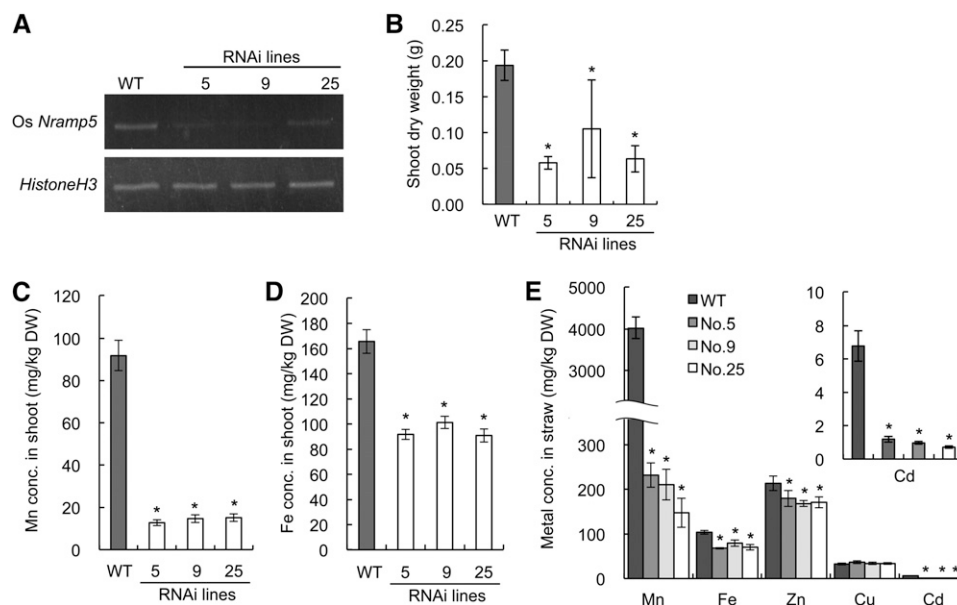 A
RNAi lines
WT 5 9 25
Os Nramp5
HistoneH3
B
Shoot dry weight (g)
0.25
0.20
0.15
0.10
0.05
0.00
* * *
WT 5 9 25
RNAi lines
C
Mn conc. in shoot (mg/kg DW)
120
100
80
60
40
20
0
* * *
WT 5 9 25
RNAi lines
D
Fe conc. in shoot (mg/kg DW)
200
180
160
140
120
100
80
60
40
20
0
* * *
WT 5 9 25
RNAi lines
E
Metal conc. in straw (mg/kg DW)
5000
4000
3000
300
200
100
0
WT
No.5
No.9
No.25
* * * * * * * * * * * *
Mn Fe Zn Cu Cd
10
8
6
4
2
0
* * *
Cd